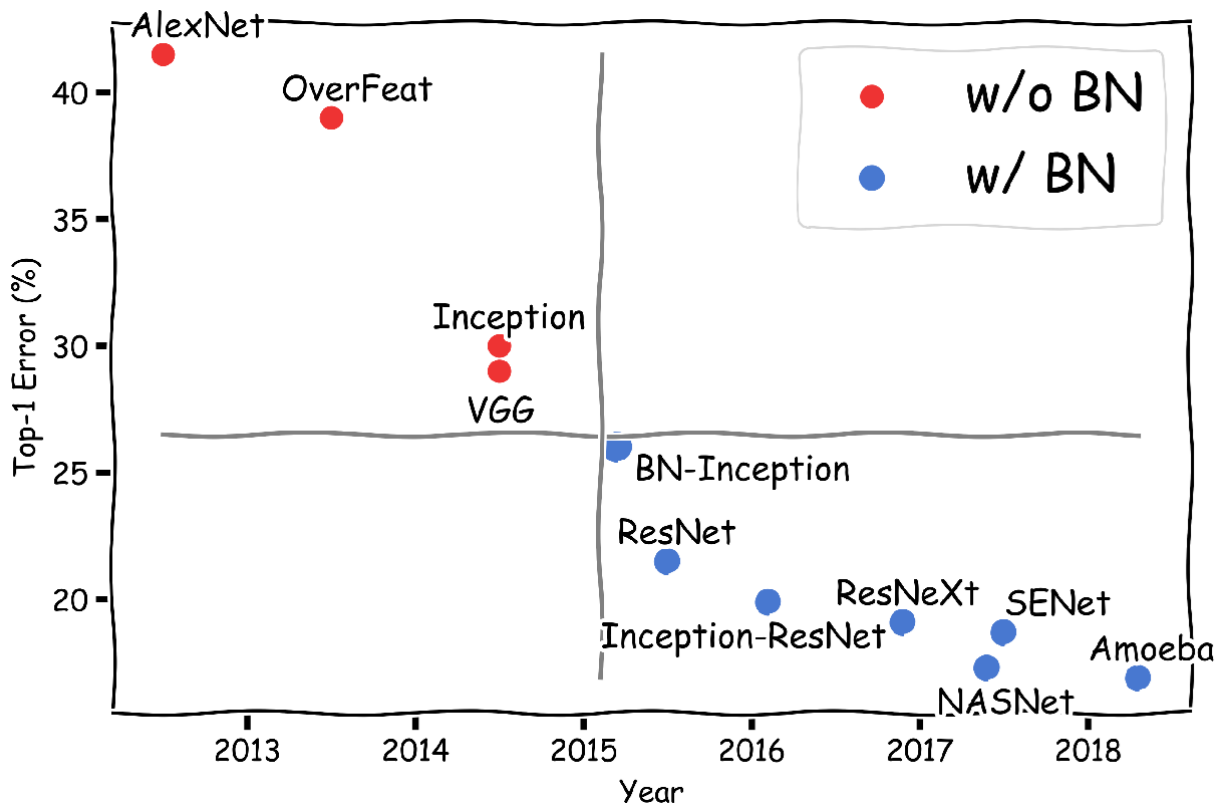 AlexNet
OverFeat
w/o BN
w/ BN
40
35
Inception
30
VGG
Top-1 Error (%)
25
BN-Inception
ResNet
20
ResNeXt
SENet
Inception-ResNet
Amoeba
NASNet
2013
2014
2015
2016
2017
2018
Year